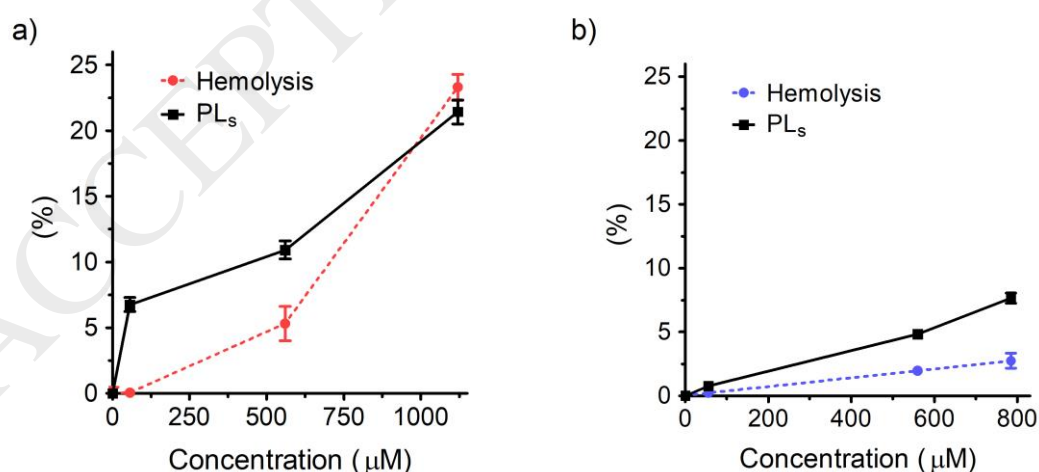 a)
Hemolysis
PLs
25
20
15
10
5
0
(%)
0 250 500 750 1000
Concentration (μM)
b)
Hemolysis
PLs
25
20
15
10
5
0
(%)
0 200 400 600 800
Concentration (μM)
ACCEPT